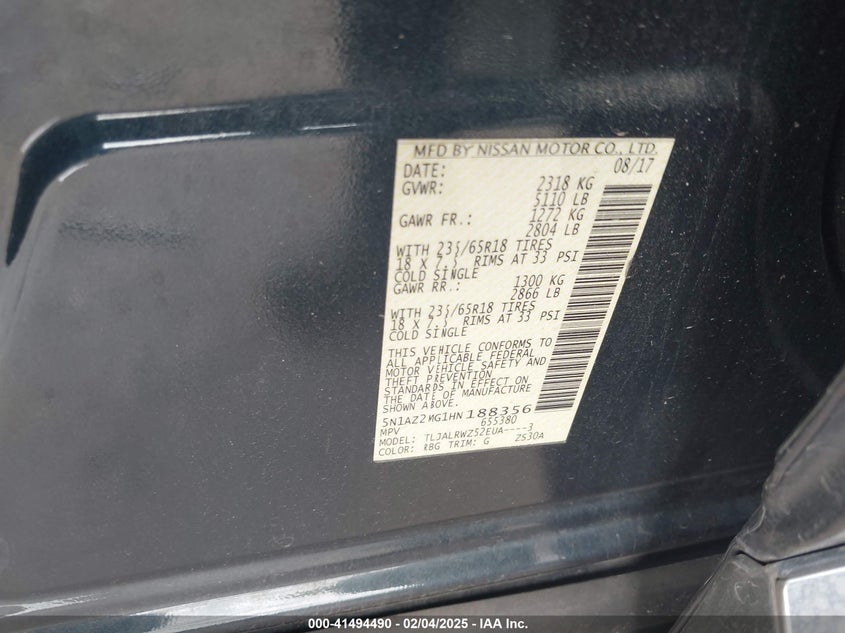 MFD BY NISSAN MOTOR CO., LTD.
DATE: 08/17
GVWR: 2318 KG
5110 LB
GAWR FR.: 1272 KG
2804 LB
WITH 235/65R18 TIRES
18 X 7.5 RIMS AT 33 PSI
COLD SINGLE
GAWR RR.: 1300 KG
2866 LB
WITH 235/65R18 TIRES
18 X 7.5 RIMS AT 33 PSI
COLD SINGLE
THIS VEHICLE CONFORMS TO
ALL APPLICABLE FEDERAL
MOTOR VEHICLE SAFETY AND
THEFT PREVENTION
STANDARDS IN EFFECT ON
THE DATE OF MANUFACTURE
SHOWN ABOVE.
5N1AZ2MG1HN188356
MPV 655380
MODEL: TLJALRWZ52EUA----3
COLOR: RBG TRIM: G ZS30A
000-41494490 - 02/04/2025 - IAA Inc.